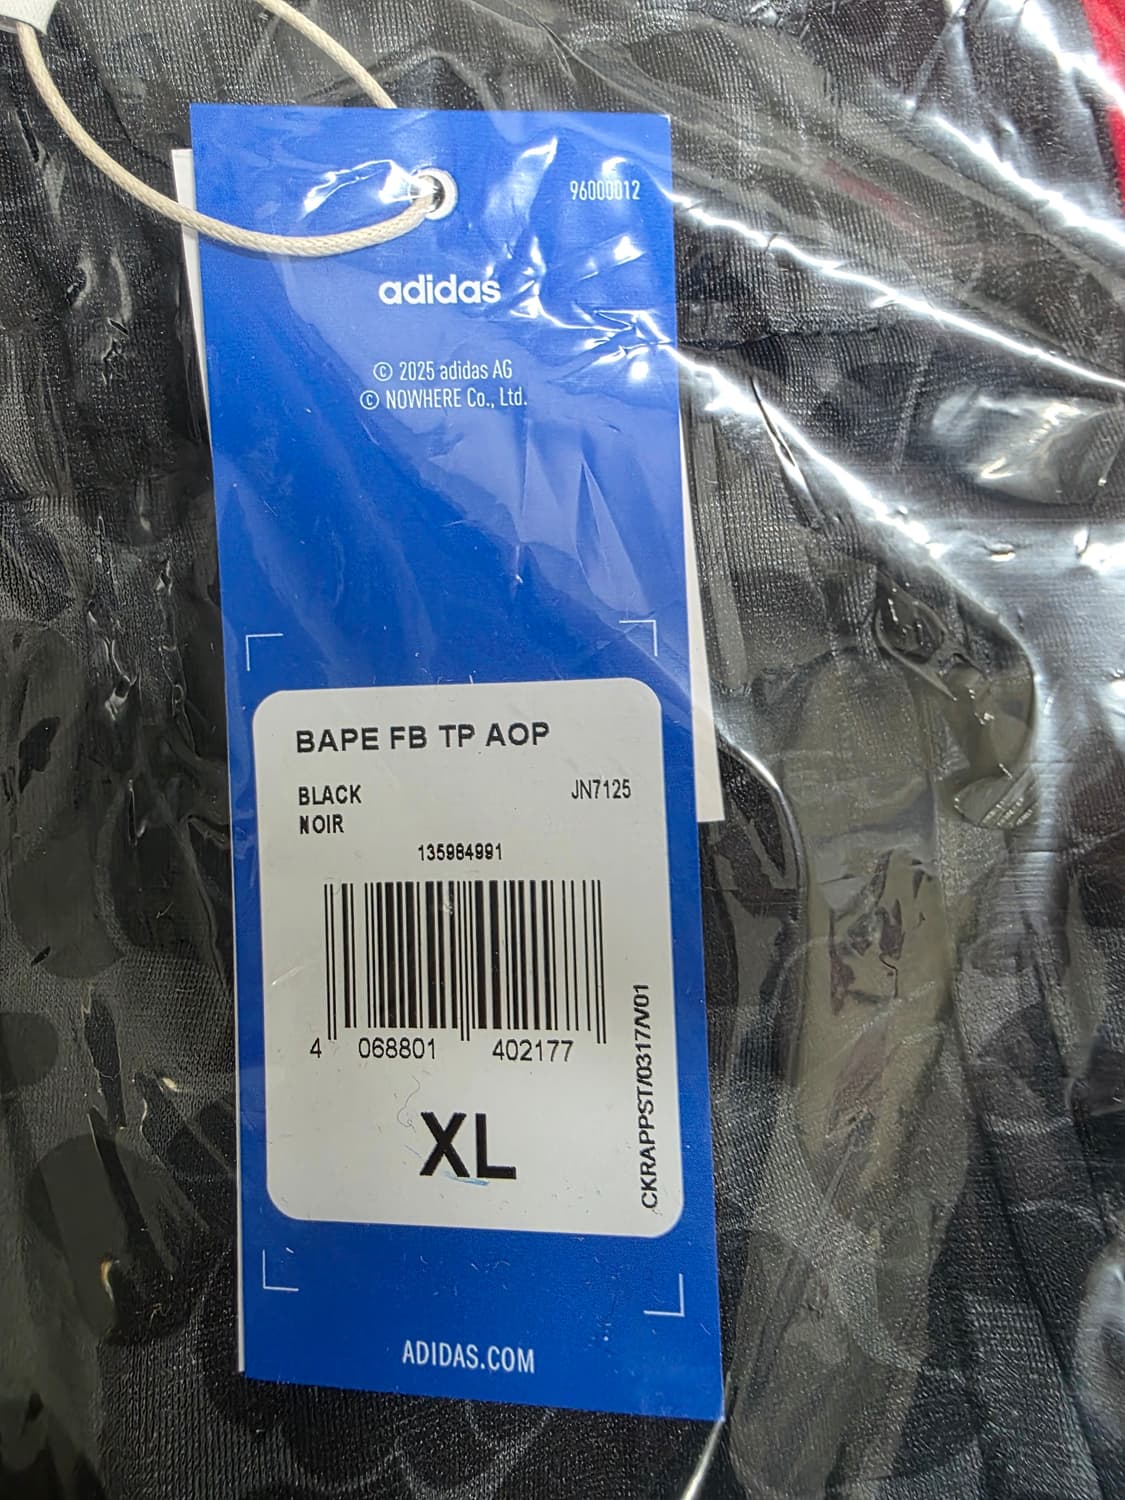 96000012
adidas
© 2025 adidas AG
© NOWHERE Co., Ltd.
BAPE FB TP AOP
BLACK
JN7125
NOIR
135984991
4 068801 402177
CKRAPPST/0317/V01
XL
ADIDAS.COM